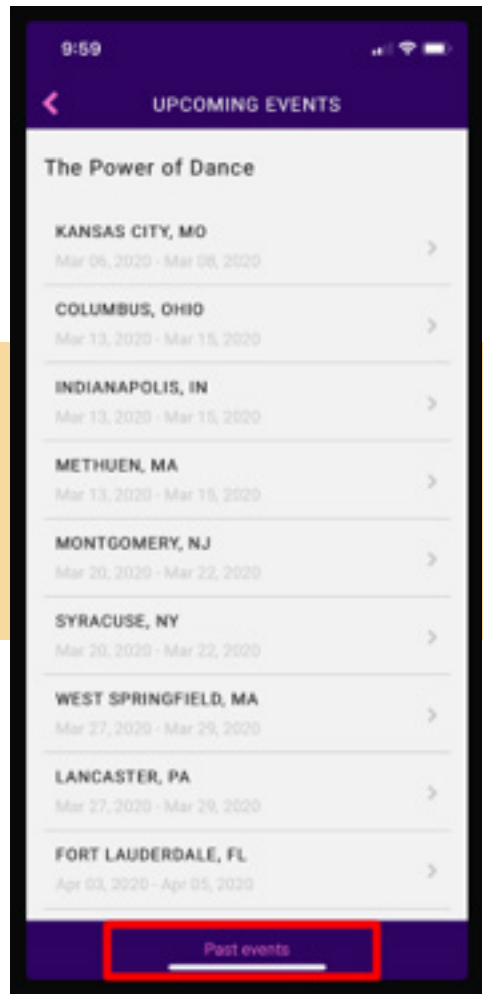 9:59
UPCOMING EVENTS
The Power of Dance
KANSAS CITY, MO
Mar 06, 2020 - Mar 08, 2020
COLUMBUS, OHIO
Mar 13, 2020 - Mar 15, 2020
INDIANAPOLIS, IN
Mar 13, 2020 - Mar 15, 2020
METHUEN, MA
Mar 13, 2020 - Mar 15, 2020
MONTGOMERY, NJ
Mar 20, 2020 - Mar 22, 2020
SYRACUSE, NY
Mar 20, 2020 - Mar 22, 2020
WEST SPRINGFIELD, MA
Mar 27, 2020 - Mar 29, 2020
LANCASTER, PA
Mar 27, 2020 - Mar 29, 2020
FORT LAUDERDALE, FL
Apr 03, 2020 - Apr 05, 2020
Past events